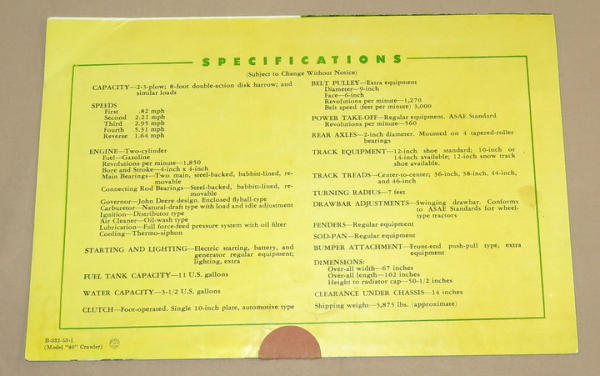 SPECIFICATIONS
(Subject to Change Without Notice)
CAPACITY—2-3-plow; 8-foot double-action disk harrow; and
similar loads
SPEEDS
First .82 mph
Second 2.21 mph
Third 2.95 mph
Fourth 5.31 mph
Reverse 1.64 mph
ENGINE—Two-cylinder
Fuel—Gasoline
Revolutions per minute—1,850
Bore and Stroke—4-inch x 4-inch
Main Bearings—Two main, steel-backed, babbitt-lined, re-
movable
Connecting Rod Bearings—Steel-backed, babbitt-lined, re-
movable
Governor—John Deere design. Enclosed flyball-type
Carburetor—Natural-draft type with load and idle adjustment
Ignition—Distributor type
Air Cleaner—Oil-wash type
Lubrication—Full force-feed pressure system with oil filter
Cooling—Thermo-siphon
STARTING AND LIGHTING—Electric starting, battery, and
generator regular equipment;
lighting, extra
FUEL TANK CAPACITY—11 U.S. gallons
WATER CAPACITY—3-1/2 U.S. gallons
CLUTCH—Foot-operated. Single 10-inch plate, automotive type
BELT PULLEY—Extra equipment
Diameter—9-inch
Face—6-inch
Revolutions per minute—1,270
Belt speed (feet per minute) 3,000
POWER TAKE-OFF—Regular equipment. ASAE Standard
Revolutions per minute—560
REAR AXLES—2-inch diameter. Mounted on 4 tapered-roller
bearings
TRACK EQUIPMENT—12-inch shoe standard; 10-inch or
14-inch available; 12-inch snow track
shoe available.
TRACK TREADS—Center-to-center; 36-inch, 38-inch, 44-inch,
and 46-inch
TURNING RADIUS—7 feet
DRAWBAR ADJUSTMENTS—Swinging drawbar. Conforms
to ASAE Standards for wheel-
type tractors
FENDERS—Regular equipment
SOD-PAN—Regular equipment
BUMPER ATTACHMENT—Front-end push-pull type, extra
equipment
DIMENSIONS:
Over-all width—67 inches
Over-all length—102 inches
Height to radiator cap—50-1/2 inches
CLEARANCE UNDER CHASSIS—14 inches
Shipping weight—3,875 lbs. (approximate)
B-332-53-1
(Model "40" Crawler)